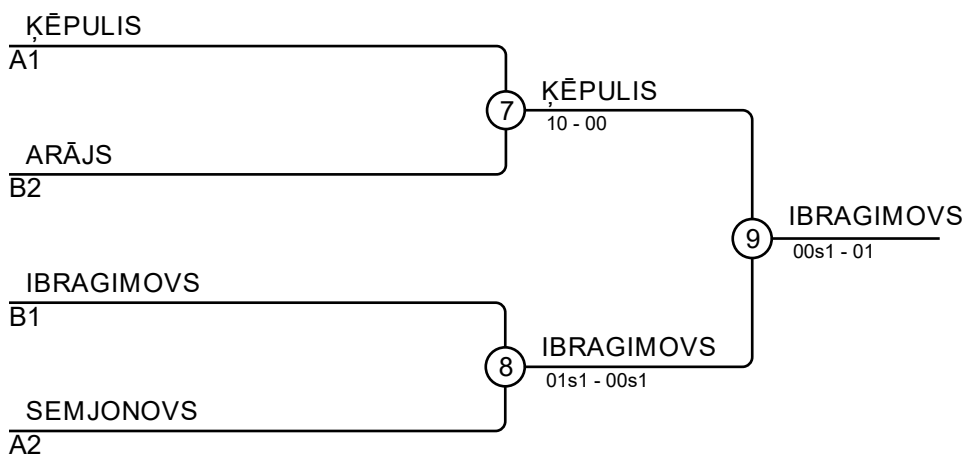 ĶĒPULIS
A1
7
ĶĒPULIS
10 - 00
ARĀJS
B2
9
IBRAGIMOVS
00s1 - 01
IBRAGIMOVS
B1
8
IBRAGIMOVS
01s1 - 00s1
SEMJONOVS
A2